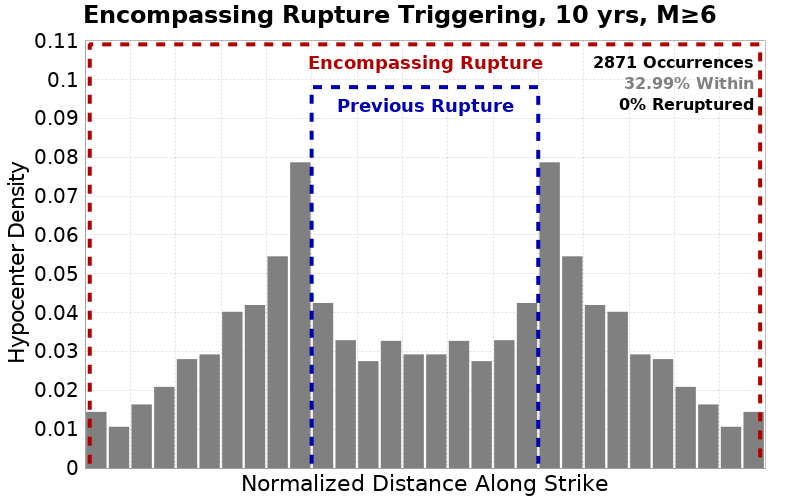 Encompassing Rupture Triggering, 10 yrs, M≥6
0.11
0.1
0.09
0.08
0.07
0.06
0.05
0.04
0.03
0.02
0.01
0
Hypocenter Density
Encompassing Rupture
Previous Rupture
2871 Occurrences
32.99% Within
0% Reruptured
Normalized Distance Along Strike